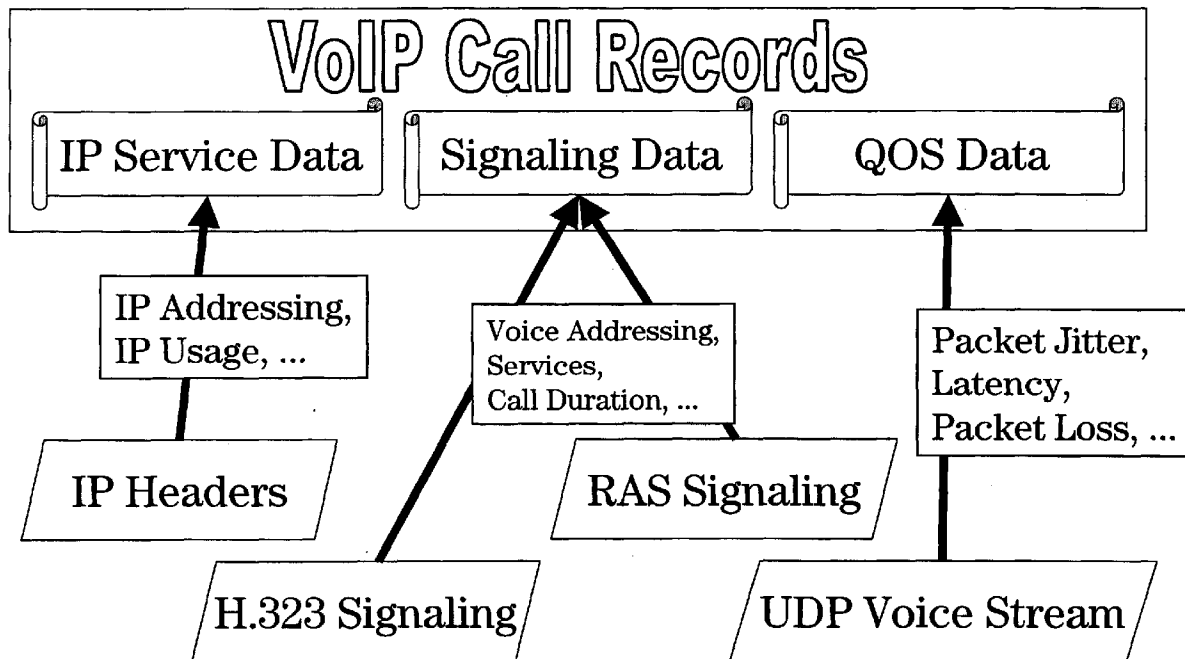 VoIP Call Records
IP Service Data
Signaling Data
QOS Data
IP Addressing,
IP Usage, ...
Voice Addressing,
Services,
Call Duration, ...
Packet Jitter,
Latency,
Packet Loss, ...
IP Headers
RAS Signaling
H.323 Signaling
UDP Voice Stream